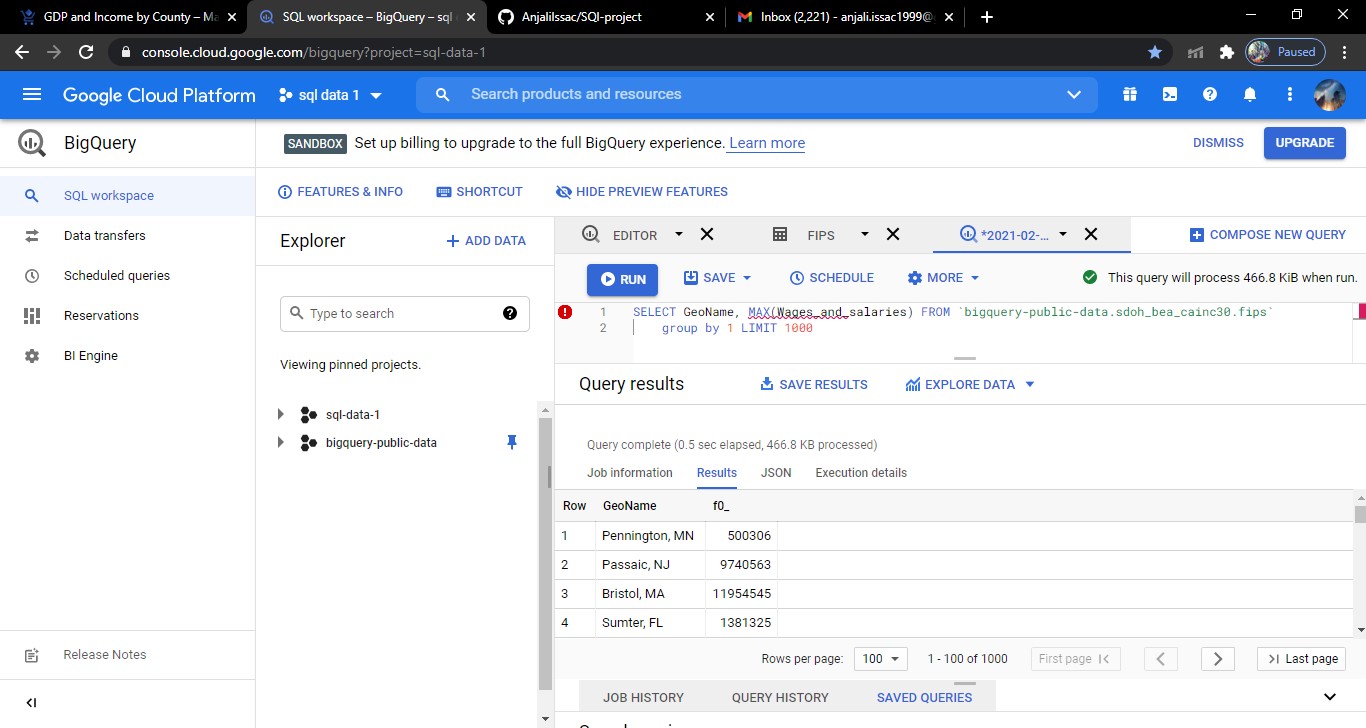 GDP and Income by County – Ma
SQL workspace – BigQuery – sql
AnjaliIssac/SQl-project
Inbox (2,221) - anjali.issac1999@
console.cloud.google.com/bigquery?project=sql-data-1
Paused
Google Cloud Platform
sql data 1
Search products and resources
BigQuery
SANDBOX Set up billing to upgrade to the full BigQuery experience. Learn more
DISMISS
UPGRADE
SQL workspace
Data transfers
Scheduled queries
Reservations
BI Engine
Release Notes
FEATURES & INFO
SHORTCUT
HIDE PREVIEW FEATURES
Explorer
ADD DATA
Type to search
Viewing pinned projects.
sql-data-1
bigquery-public-data
EDITOR
FIPS
*2021-02-...
COMPOSE NEW QUERY
RUN
SAVE
SCHEDULE
MORE
This query will process 466.8 KiB when run.
1 SELECT GeoName, MAX(Wages_and_salaries) FROM `bigquery-public-data.sdoh_bea_cainc30.fips`
2 group by 1 LIMIT 1000
Query results
SAVE RESULTS
EXPLORE DATA
Query complete (0.5 sec elapsed, 466.8 KB processed)
Job information
Results
JSON
Execution details
Row GeoName f0_
1 Pennington, MN 500306
2 Passaic, NJ 9740563
3 Bristol, MA 11954545
4 Sumter, FL 1381325
Rows per page: 100
1 - 100 of 1000
First page
Last page
JOB HISTORY
QUERY HISTORY
SAVED QUERIES